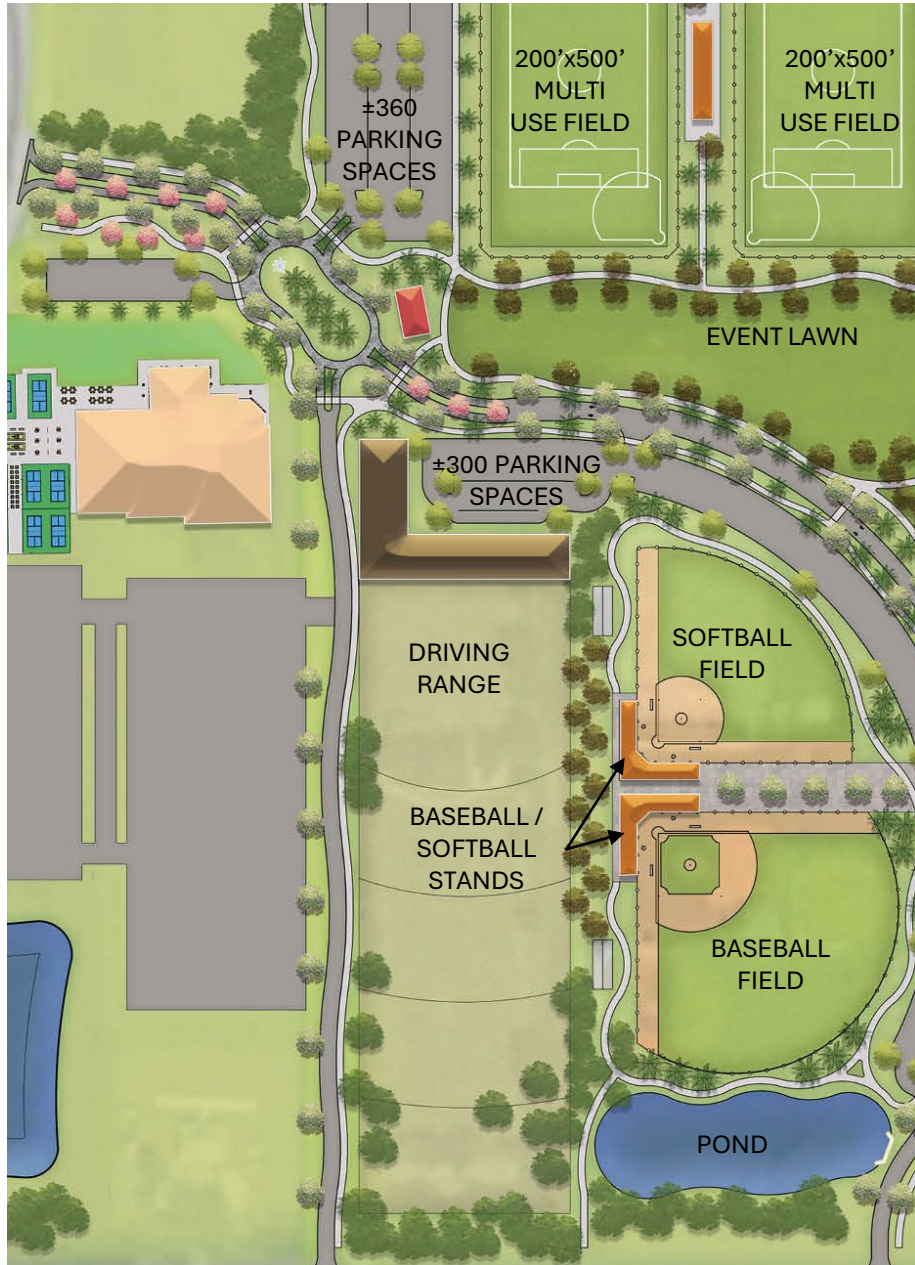 200’x500’
MULTI
USE FIELD
200’x500’
MULTI
USE FIELD
±360
PARKING
SPACES
EVENT LAWN
±300 PARKING
SPACES
DRIVING
RANGE
SOFTBALL
FIELD
BASEBALL /
SOFTBALL
STANDS
BASEBALL
FIELD
POND